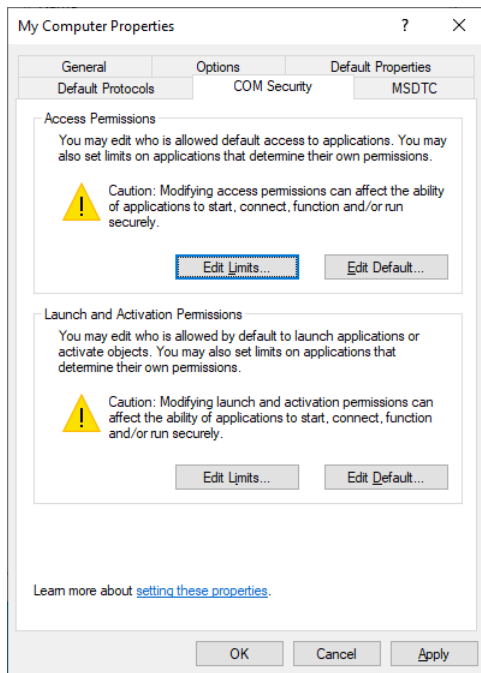 My Computer Properties ? ×
General Options Default Properties
Default Protocols COM Security MSDTC
Access Permissions
You may edit who is allowed default access to applications. You may
also set limits on applications that determine their own permissions.
Caution: Modifying access permissions can affect the ability
of applications to start, connect, function and/or run
securely.
Edit Limits... Edit Default...
Launch and Activation Permissions
You may edit who is allowed by default to launch applications or
activate objects. You may also set limits on applications that
determine their own permissions.
Caution: Modifying launch and activation permissions can
affect the ability of applications to start, connect, function
and/or run securely.
Edit Limits... Edit Default...
Learn more about setting these properties.
OK Cancel Apply